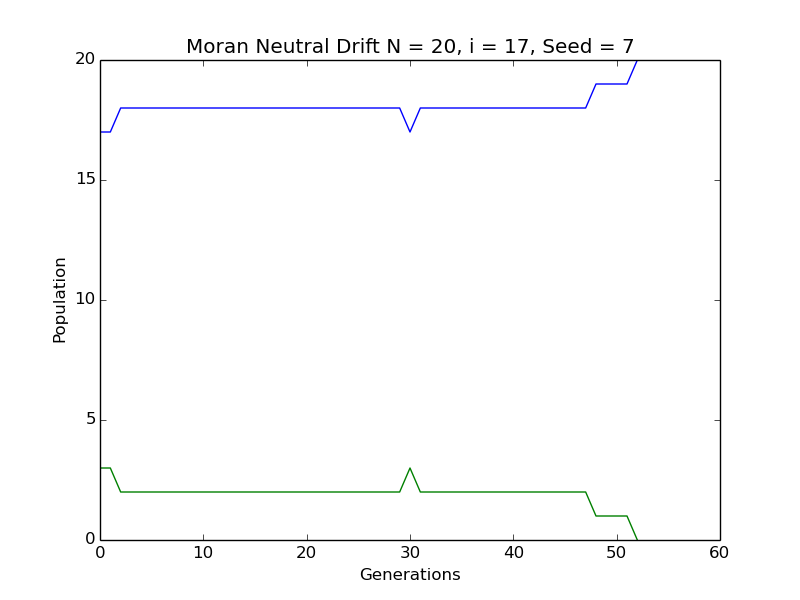 Moran Neutral Drift N = 20, i = 17, Seed = 7
20
15
10
5
0
Population
0 10 20 30 40 50 60
Generations